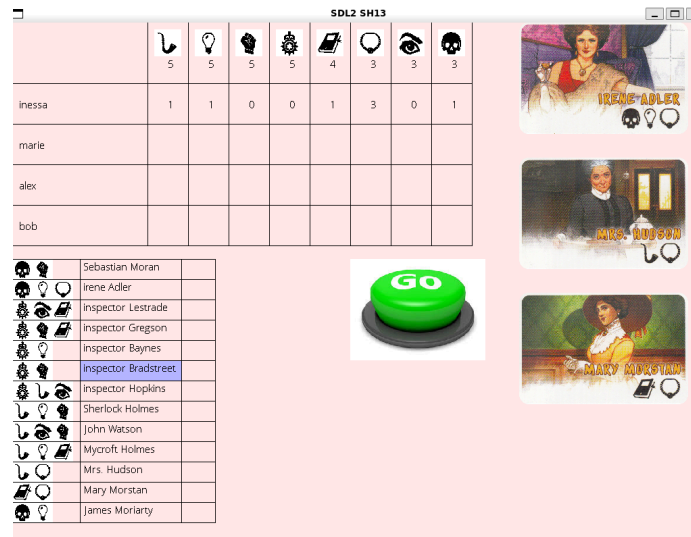 SDL2 SH13
5 5 5 5 4 3 3 3
inessa 1 1 0 0 1 3 0 1
marie
alex
bob
IRENE ADLER
MRS. HUDSON
MARY MORSTAN
Sebastian Moran
irene Adler
inspector Lestrade
inspector Gregson
inspector Baynes
inspector Bradstreet
inspector Hopkins
Sherlock Holmes
John Watson
Mycroft Holmes
Mrs. Hudson
Mary Morstan
James Moriarty
GO